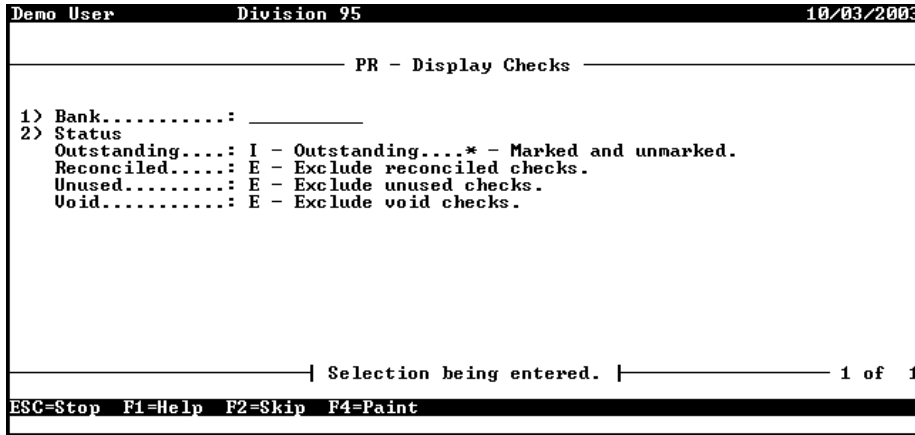 Demo User Division 95 10/03/2003
PR - Display Checks
1) Bank...........: __________
2) Status
Outstanding....: I - Outstanding....* - Marked and unmarked.
Reconciled.....: E - Exclude reconciled checks.
Unused.........: E - Exclude unused checks.
Void...........: E - Exclude void checks.
Selection being entered. 1 of 1
ESC=Stop F1=Help F2=Skip F4=Paint